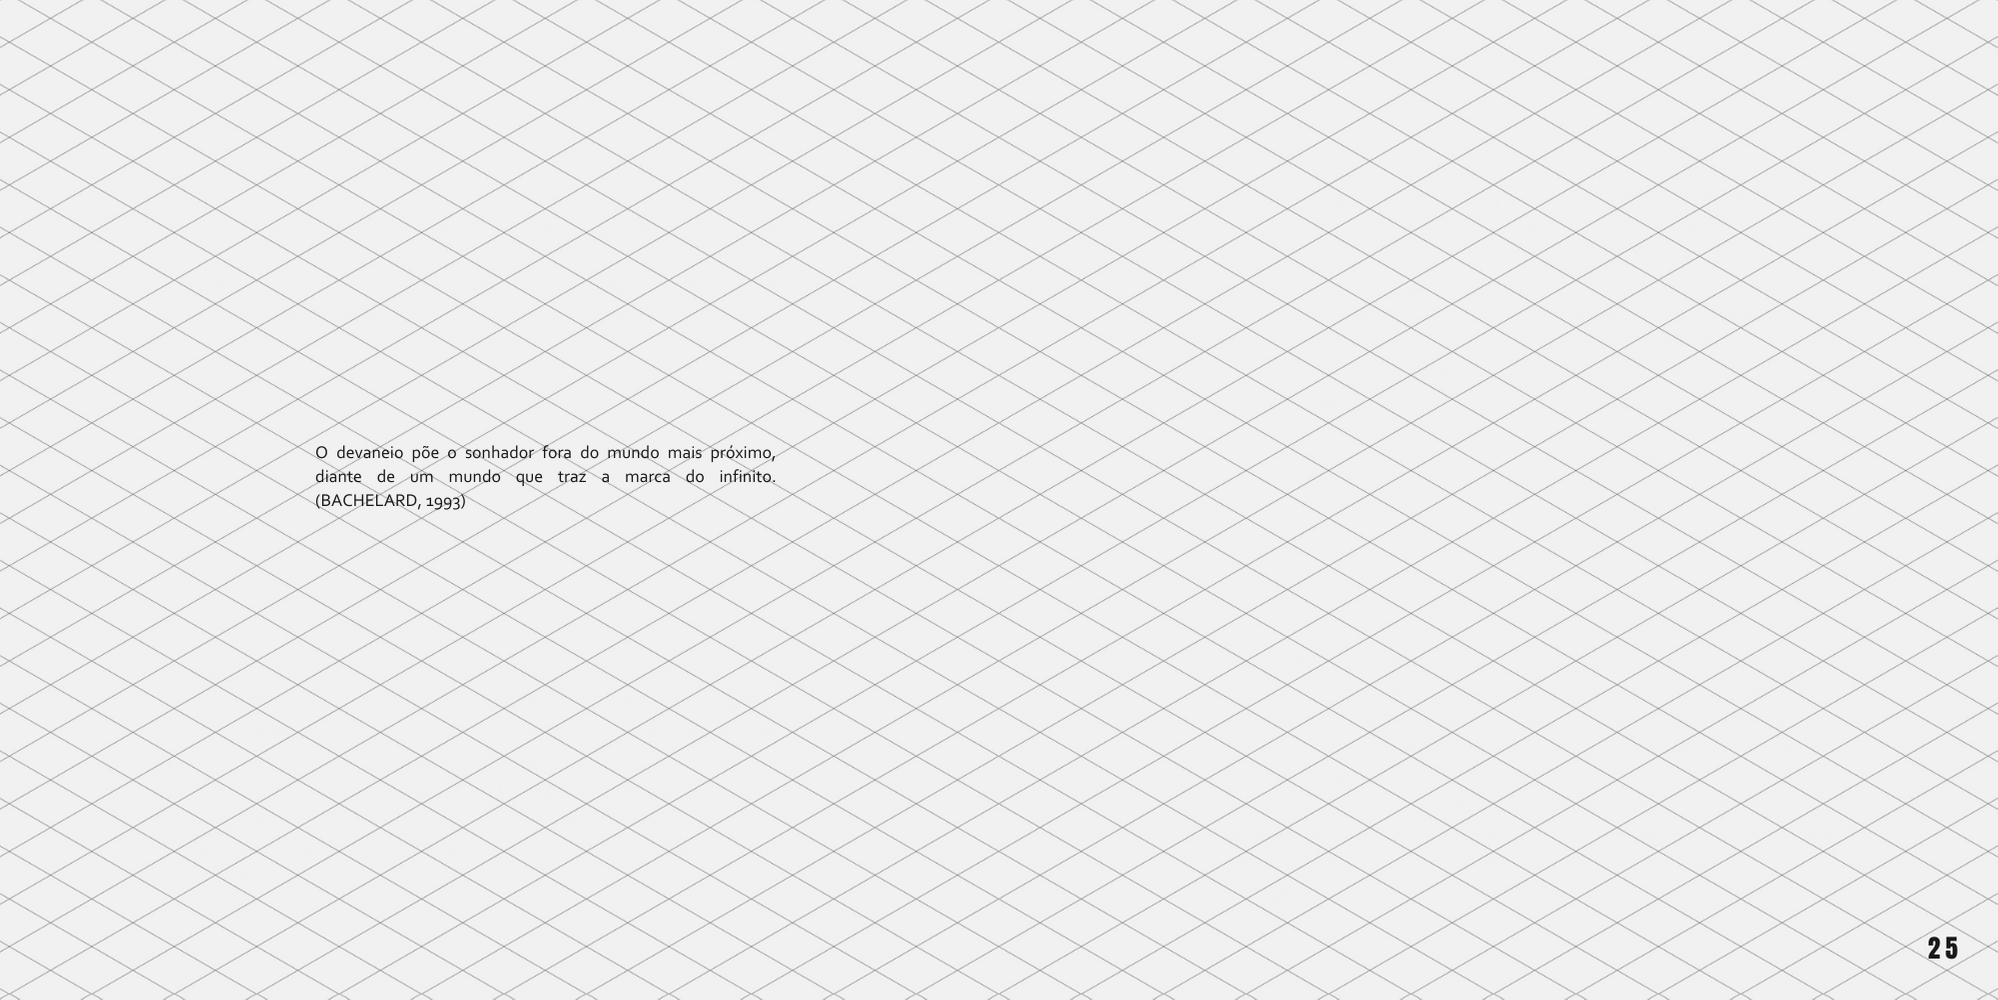 O devaneio põe o sonhador fora do mundo mais próximo,
diante de um mundo que traz a marca do infinito.
(BACHELARD, 1993)
25